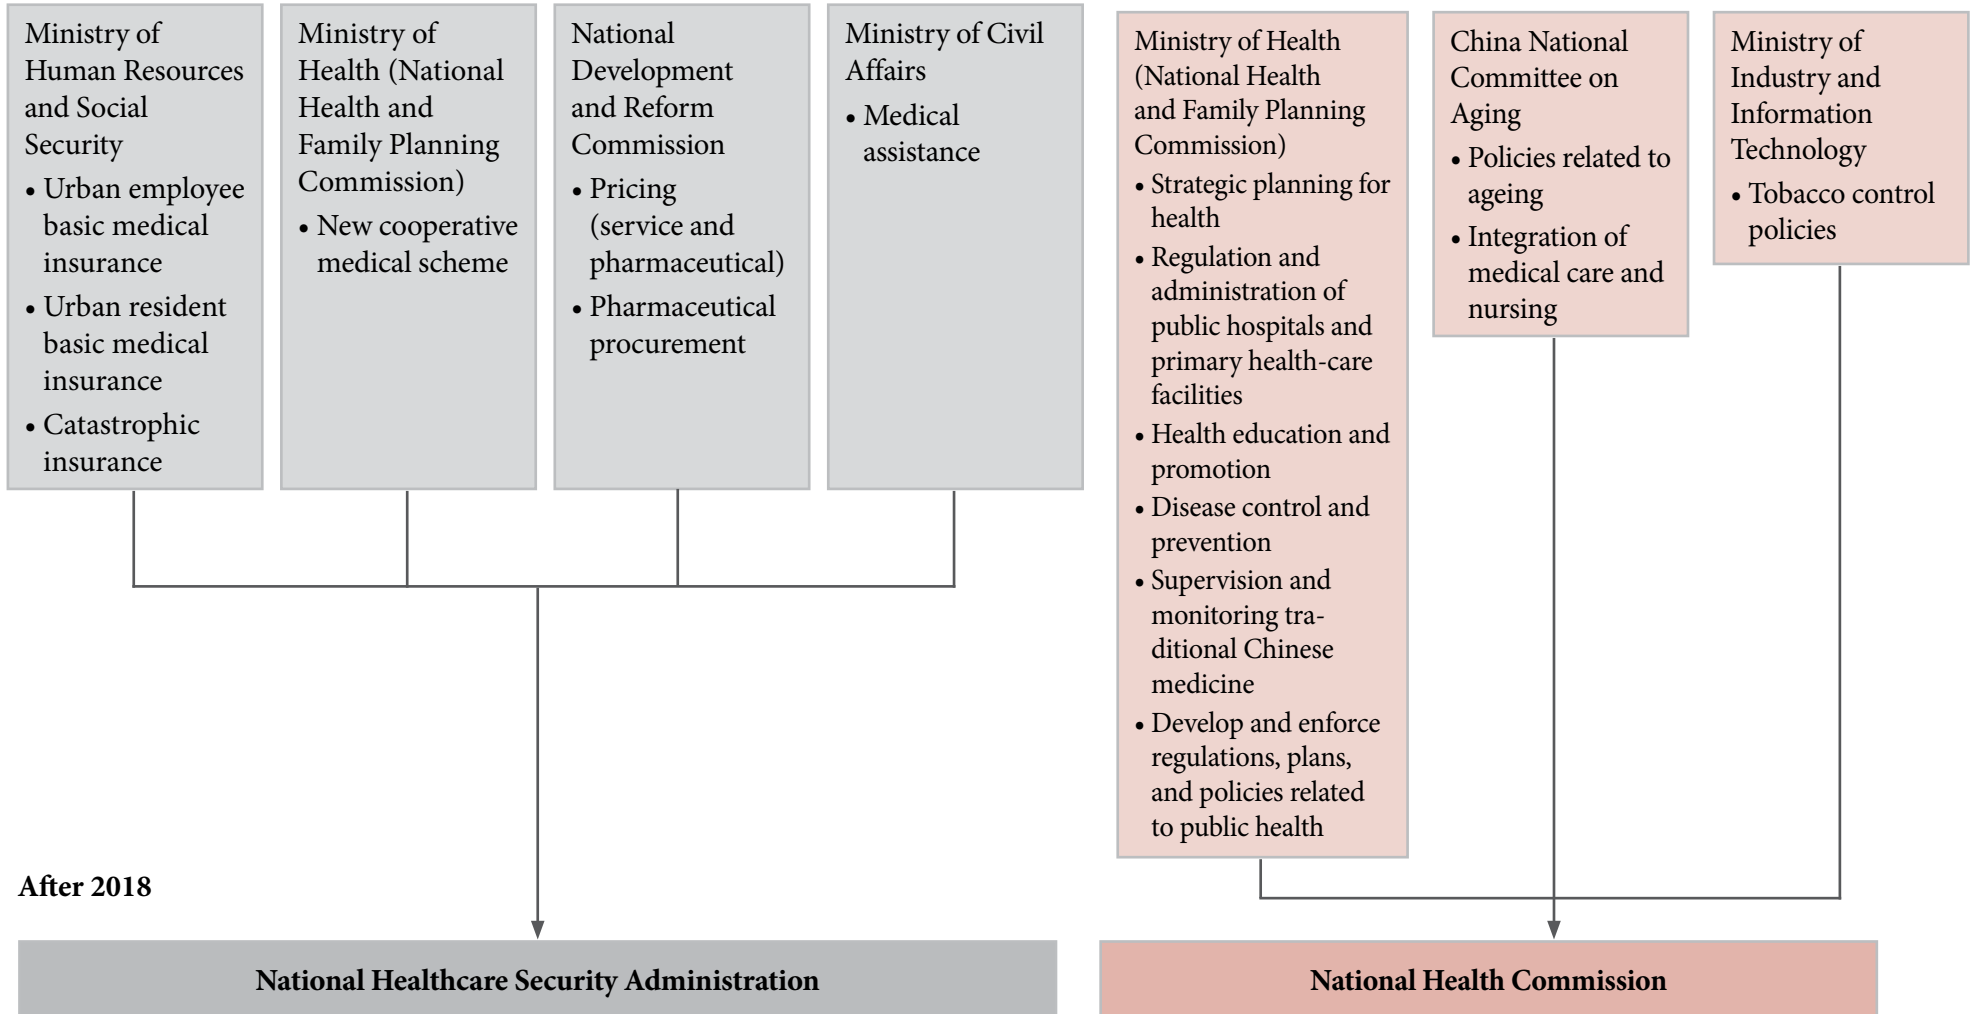 Ministry of
Human Resources
and Social
Security
• Urban employee
basic medical
insurance
• Urban resident
basic medical
insurance
• Catastrophic
insurance
Ministry of
Health (National
Health and
Family Planning
Commission)
• New cooperative
medical scheme
National
Development
and Reform
Commission
• Pricing
(service and
pharmaceutical)
• Pharmaceutical
procurement
Ministry of Civil
Affairs
• Medical
assistance
Ministry of Health
(National Health
and Family Planning
Commission)
• Strategic planning for
health
• Regulation and
administration of
public hospitals and
primary health-care
facilities
• Health education and
promotion
• Disease control and
prevention
• Supervision and
monitoring tra-
ditional Chinese
medicine
• Develop and enforce
regulations, plans,
and policies related
to public health
China National
Committee on
Aging
• Policies related to
ageing
• Integration of
medical care and
nursing
Ministry of
Industry and
Information
Technology
• Tobacco control
policies
After 2018
National Healthcare Security Administration
National Health Commission